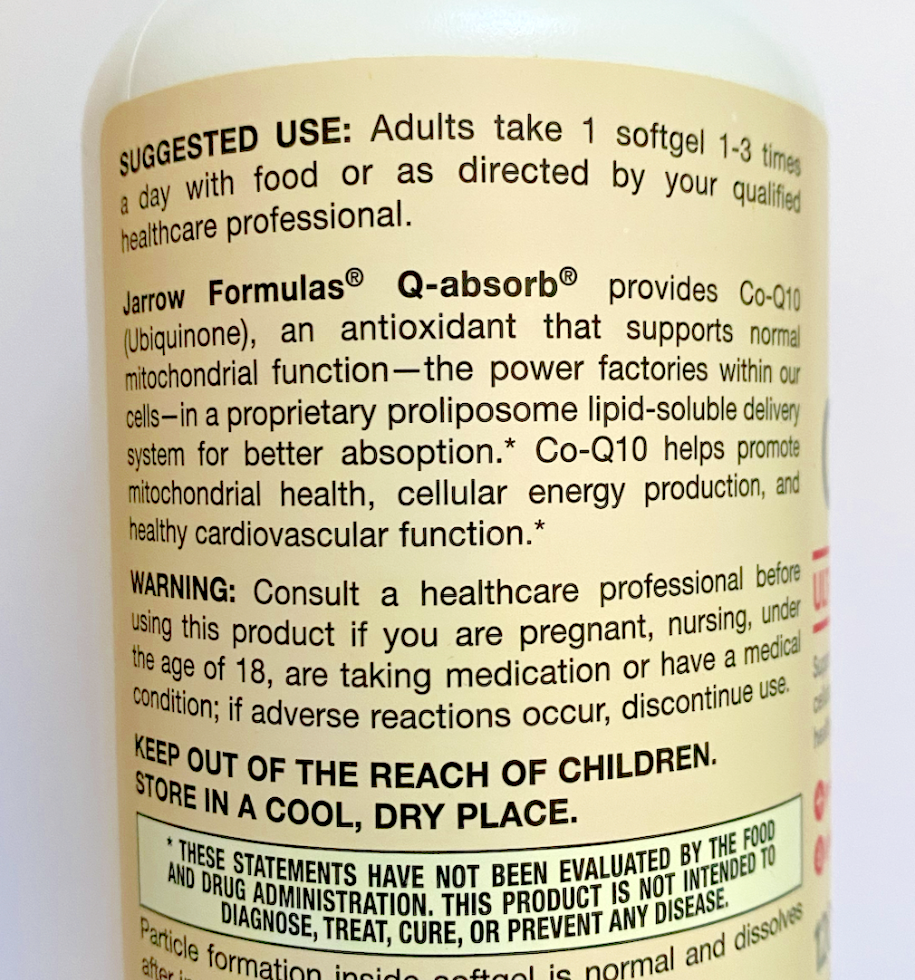 SUGGESTED USE: Adults take 1 softgel 1-3 times
a day with food or as directed by your qualified
healthcare professional.
Jarrow Formulas® Q-absorb® provides Co-Q10
(Ubiquinone), an antioxidant that supports normal
mitochondrial function—the power factories within our
cells—in a proprietary proliposome lipid-soluble delivery
system for better absoption.* Co-Q10 helps promote
mitochondrial health, cellular energy production, and
healthy cardiovascular function.*
WARNING: Consult a healthcare professional before
using this product if you are pregnant, nursing, under
the age of 18, are taking medication or have a medical
condition; if adverse reactions occur, discontinue use.
KEEP OUT OF THE REACH OF CHILDREN.
STORE IN A COOL, DRY PLACE.
* THESE STATEMENTS HAVE NOT BEEN EVALUATED BY THE FOOD
AND DRUG ADMINISTRATION. THIS PRODUCT IS NOT INTENDED TO
DIAGNOSE, TREAT, CURE, OR PREVENT ANY DISEASE.
Particle formation inside softgel is normal and dissolves
after